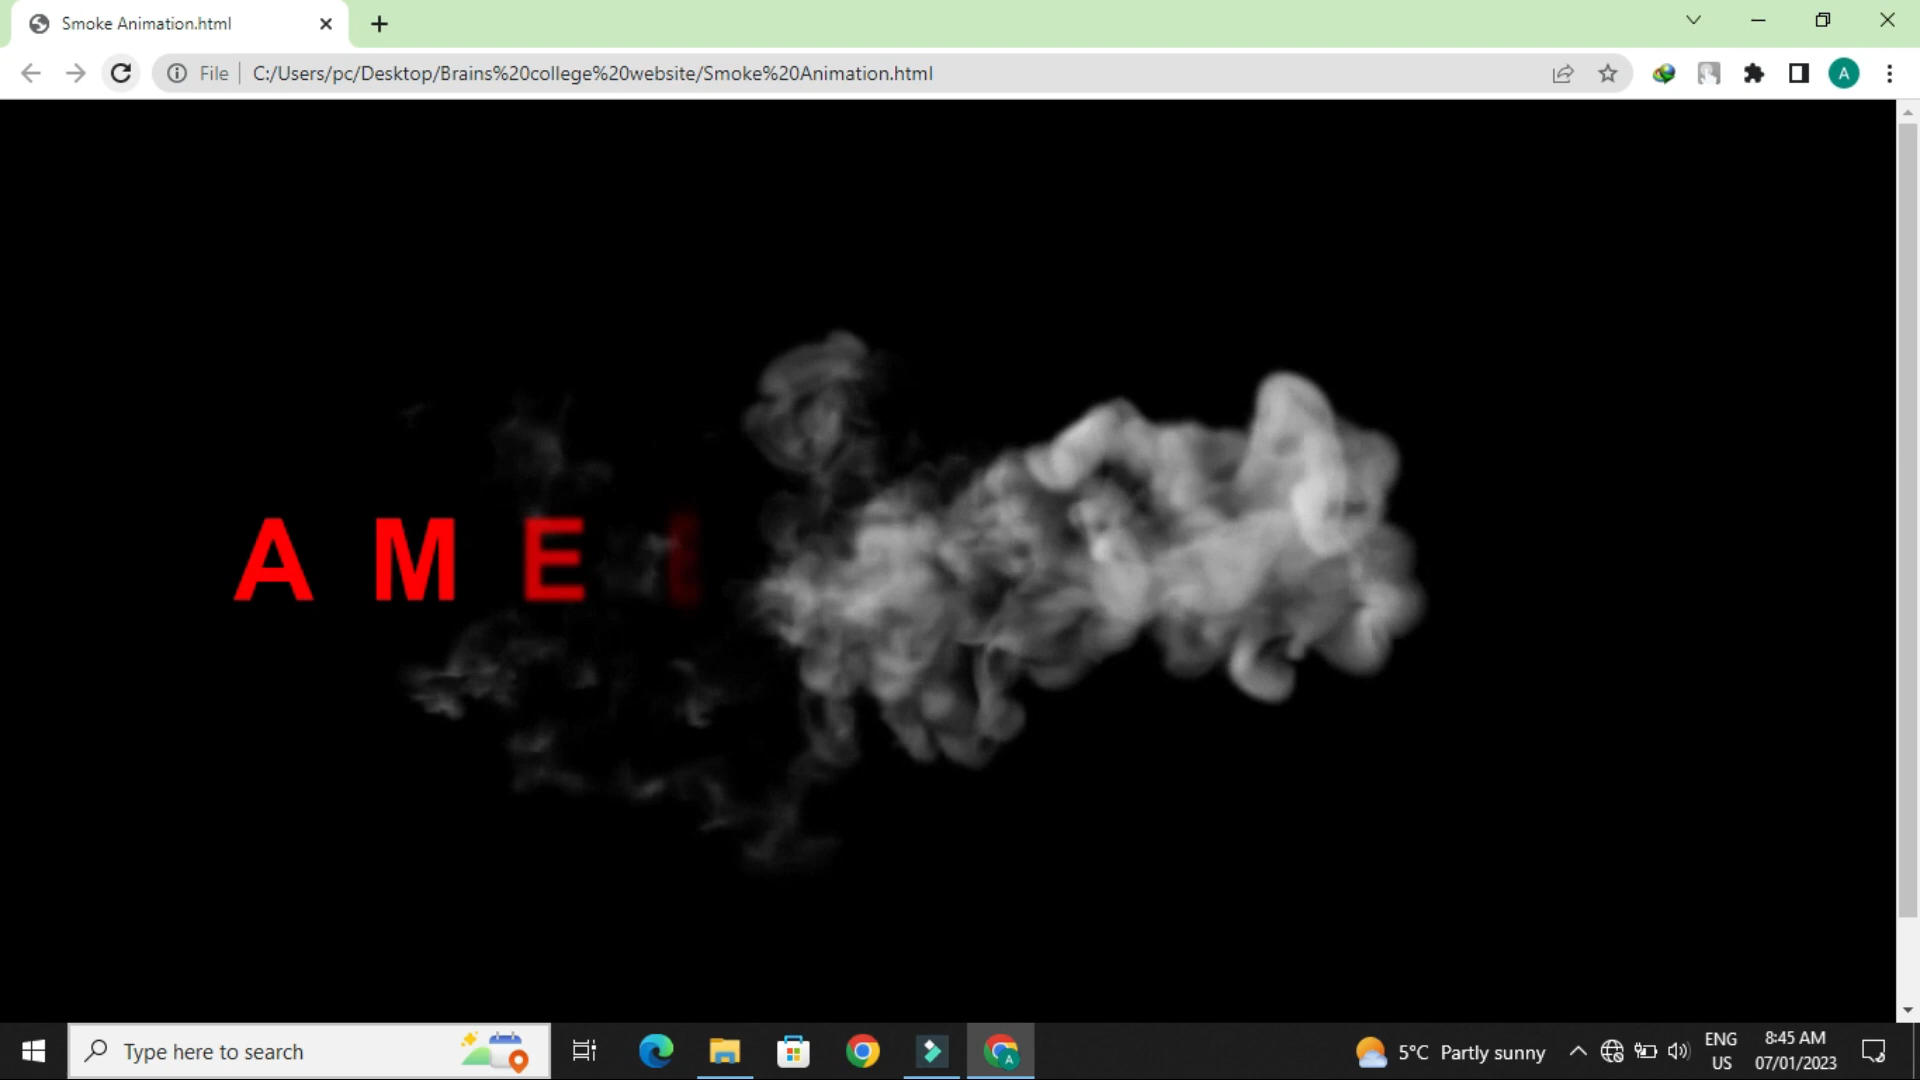 Smoke Animation.html
File
C:/Users/pc/Desktop/Brains%20college%20website/Smoke%20Animation.html
A
A M E
Type here to search
A
5°C Partly sunny
ENG
US
8:45 AM
07/01/2023